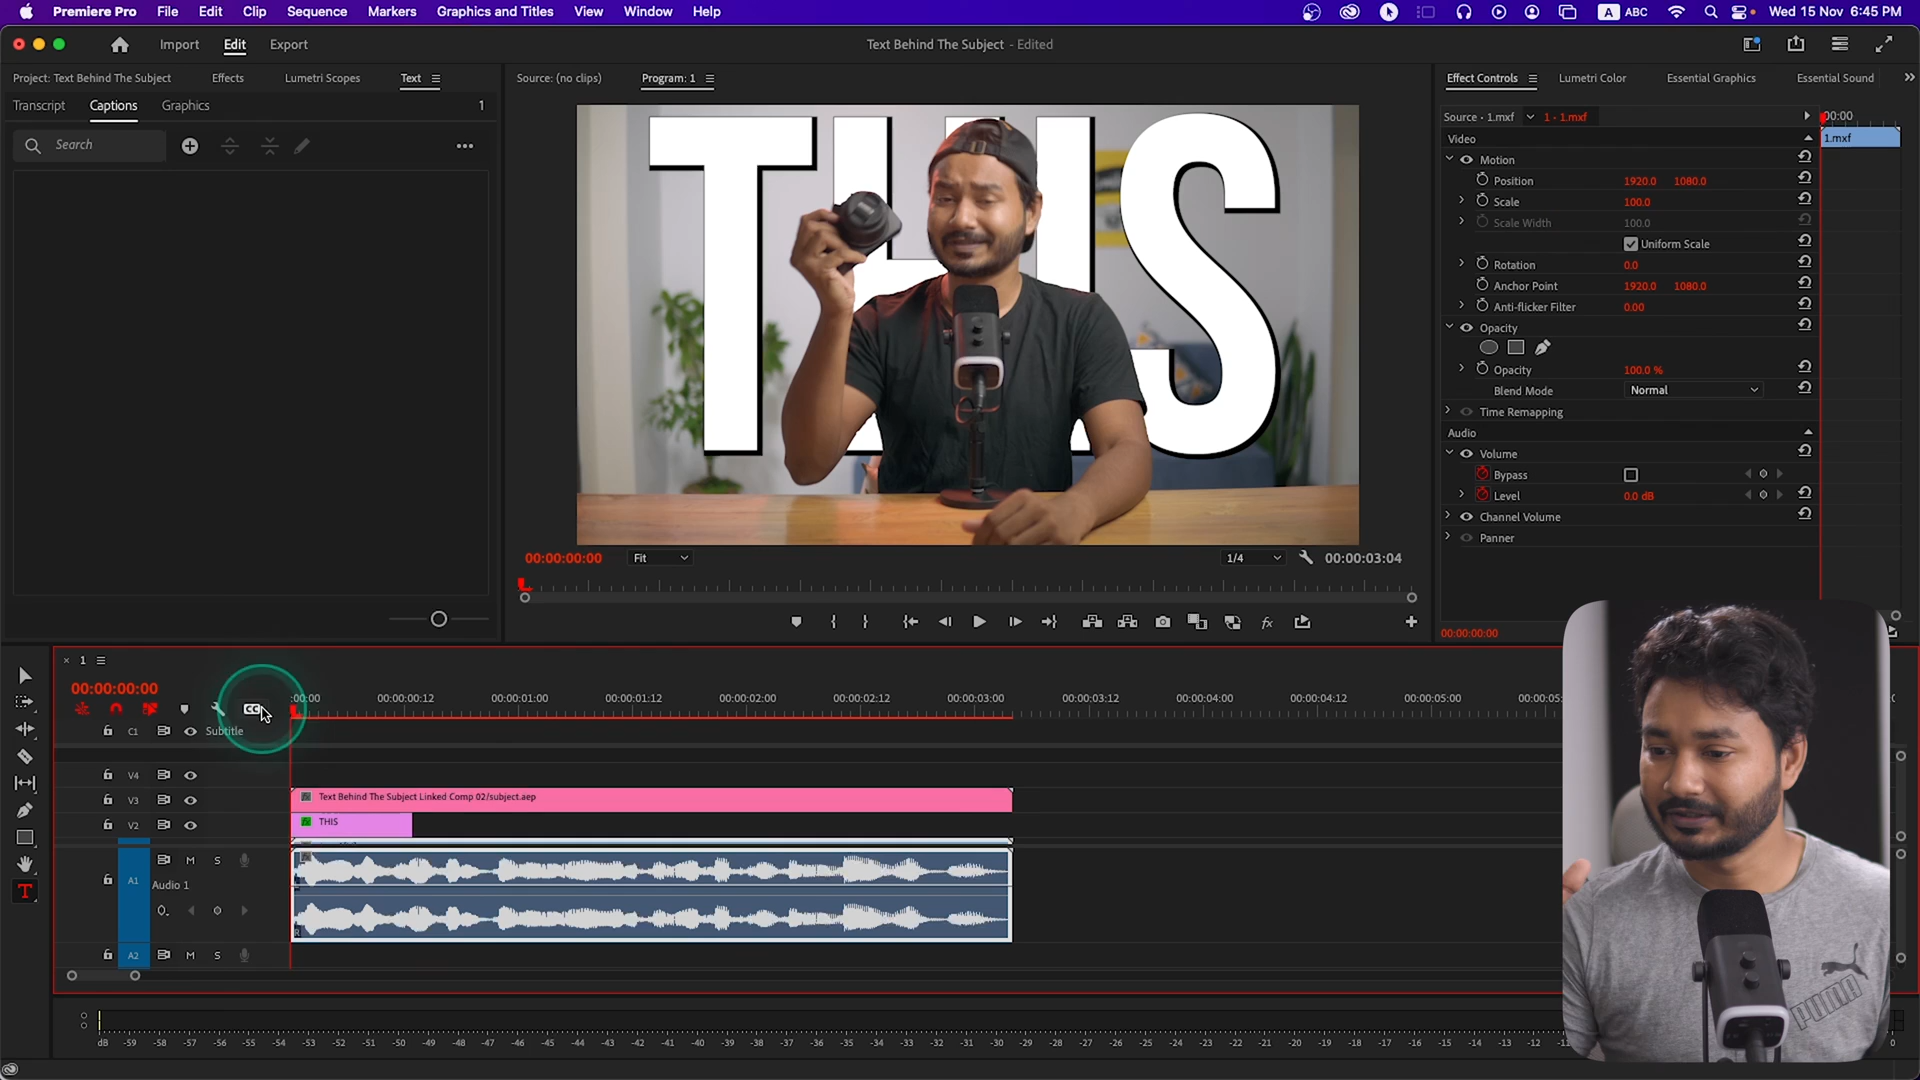 Premiere Pro File Edit Clip Sequence Markers Graphics and Titles View Window Help A ABC Wed 15 Nov 6:45 PM
Import Edit Export Text Behind The Subject - Edited
Project: Text Behind The Subject Effects Lumetri Scopes Text
Transcript Captions Graphics 1
Search
Source: (no clips) Program: 1
THIS
00:00:00:00 Fit 1/4 00:00:03:04
Effect Controls Lumetri Color Essential Graphics Essential Sound
Source · 1.mxf 1 - 1.mxf 00:00
Video 1.mxf
Motion
Position 1920.0 1080.0
Scale 100.0
Scale Width 100.0
Uniform Scale
Rotation 0.0
Anchor Point 1920.0 1080.0
Anti-flicker Filter 0.00
Opacity
Opacity 100.0 %
Blend Mode Normal
Time Remapping
Audio
Volume
Bypass
Level 0.0 dB
Channel Volume
Panner
00:00:00:00
1
00:00:00:00 :00:00 00:00:00:12 00:00:01:00 00:00:01:12 00:00:02:00 00:00:02:12 00:00:03:00 00:00:03:12 00:00:04:00 00:00:04:12 00:00:05
CC
C1 Subtitle
V4
V3 Text Behind The Subject Linked Comp 02/subject.aep
V2 THIS
M S
A1 Audio 1
R
A2 M S
dB -59 -58 -57 -56 -55 -54 -53 -52 -51 -50 -49 -48 -47 -46 -45 -44 -43 -42 -41 -40 -39 -38 -37 -36 -35 -34 -33 -32 -31 -30 -29 -28 -27 -26 -25 -24 -23 -22 -21 -20 -19 -18 -17 -16 -15 -14 -13 -12 0
PUMA